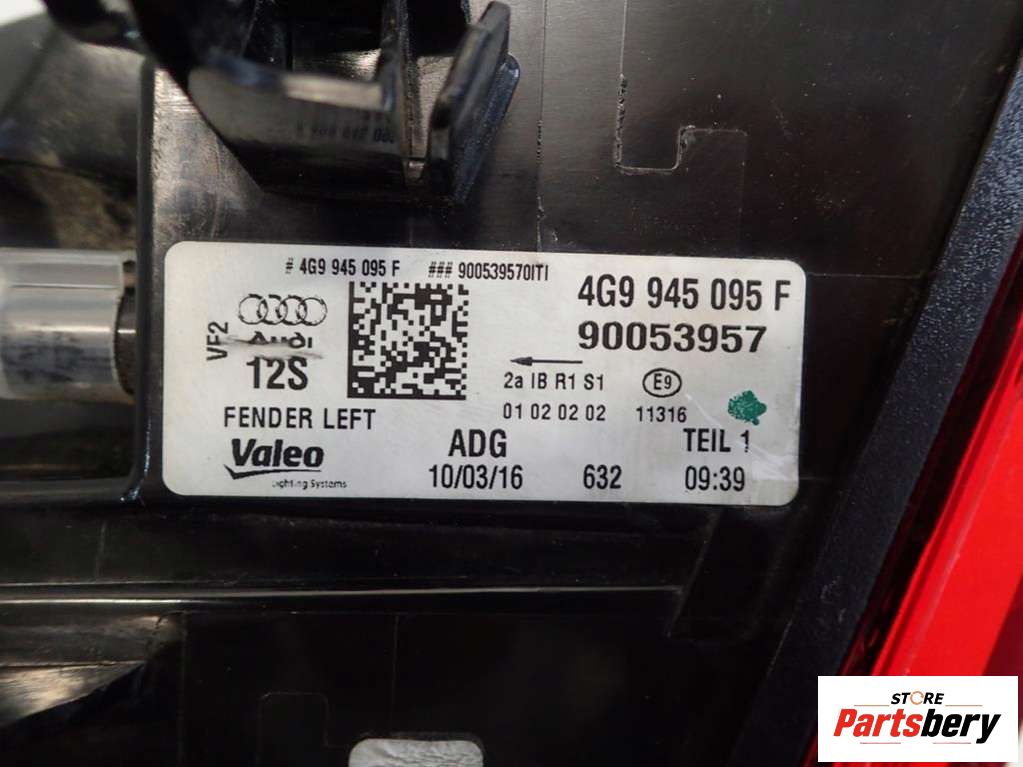 # 4G9 945 095 F ### 900539570ITI
4G9 945 095 F
90053957
VF2
Audi
12S
2a IB R1 S1 E9
01 02 02 02 11316
FENDER LEFT
Valeo
Lighting Systems
ADG TEIL 1
10/03/16 632 09:39
STORE
Partsbery